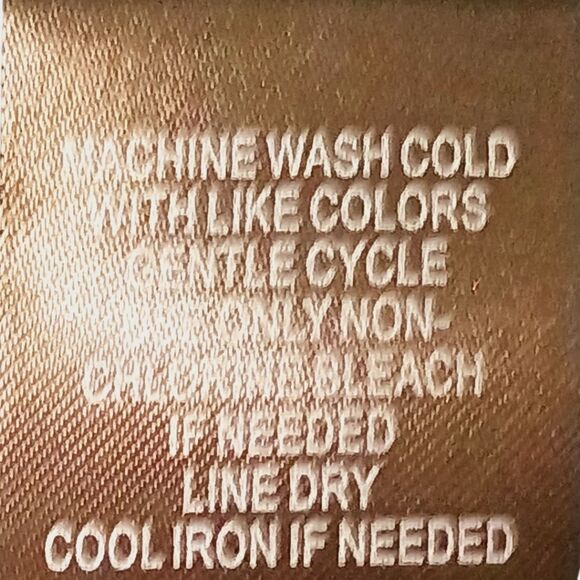 MACHINE WASH COLD
WITH LIKE COLORS
GENTLE CYCLE
USE ONLY NON-
CHLORINE BLEACH
IF NEEDED
LINE DRY
COOL IRON IF NEEDED